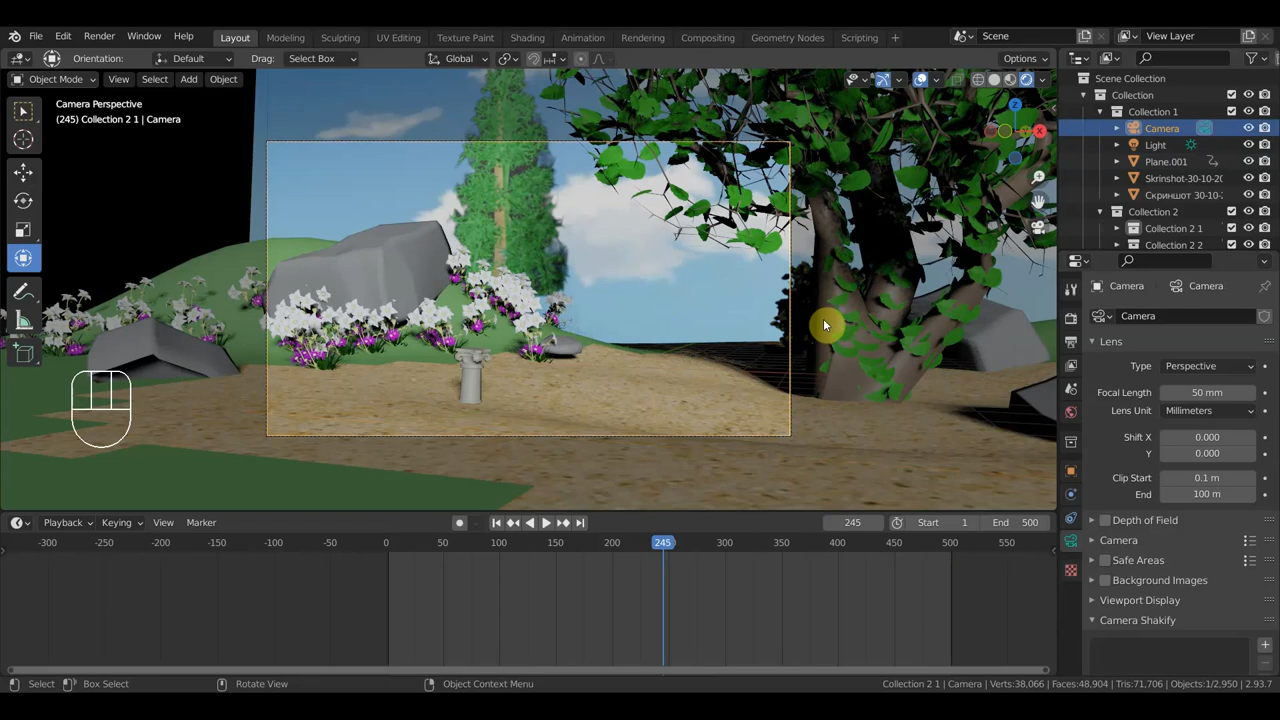 File Edit Render Window Help Layout Modeling Sculpting UV Editing Texture Paint Shading Animation Rendering Compositing Geometry Nodes Scripting + Scene View Layer
Orientation: Default Drag: Select Box Global Options
Object Mode View Select Add Object
Camera Perspective
(245) Collection 2 1 | Camera
Z
X
Scene Collection
Collection
Collection 1
Camera
Light
Plane.001
Skrinshot-30-10-20
Скриншот 30-10-
Collection 2
Collection 2 1
Collection 2 2
Camera Camera
Camera
Lens
Type Perspective
Focal Length 50 mm
Lens Unit Millimeters
Shift X 0.000
Y 0.000
Clip Start 0.1 m
End 100 m
Depth of Field
Camera
Safe Areas
Background Images
Viewport Display
Camera Shakify
Playback Keying View Marker 245 Start 1 End 500
-300 -250 -200 -150 -100 -50 0 50 100 150 200 245 300 350 400 450 500 550
Select Box Select Rotate View Object Context Menu Collection 2 1 | Camera | Verts:38,066 | Faces:48,904 | Tris:71,706 | Objects:1/2,950 | 2.93.7